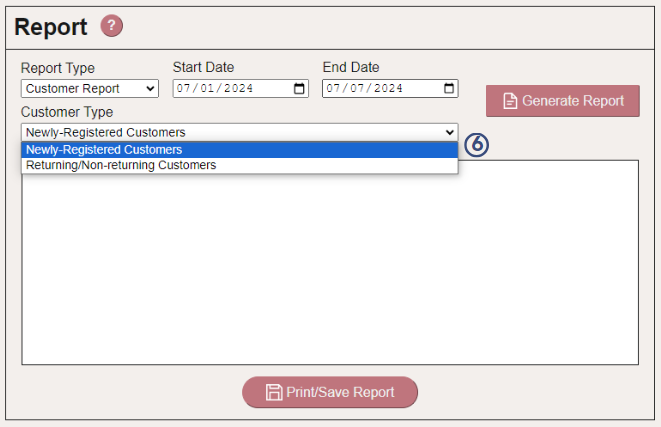 Report ?
Report Type Start Date End Date
Customer Report 07/01/2024 07/07/2024
Generate Report
Customer Type
Newly-Registered Customers
Newly-Registered Customers
Returning/Non-returning Customers
6
Print/Save Report